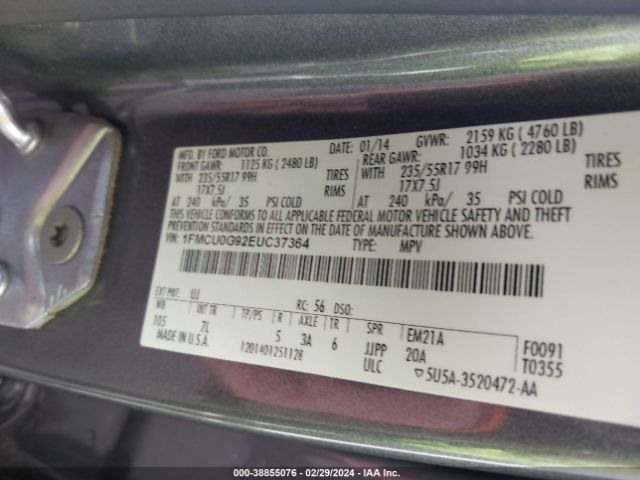 MFD. BY FORD MOTOR CO. DATE: 01/14 GVWR: 2159 KG ( 4760 LB)
FRONT GAWR: 1125 KG ( 2480 LB) REAR GAWR: 1034 KG ( 2280 LB)
WITH 235/55R17 99H TIRES WITH 235/55R17 99H TIRES
17X7.5J RIMS 17X7.5J RIMS
AT 240 kPa/ 35 PSI COLD AT 240 kPa/ 35 PSI COLD
THIS VEHICLE CONFORMS TO ALL APPLICABLE FEDERAL MOTOR VEHICLE SAFETY AND THEFT
PREVENTION STANDARDS IN EFFECT ON THE DATE OF MANUFACTURE SHOWN ABOVE.
VIN: 1FMCU0G92EUC37364 TYPE: MPV
EXT PNT: UJ RC: 56 DSO:
WB INT TR TP/PS R AXLE TR SPR EM21A F0091
105 7L 5 3A 6 JJPP 20A T0355
MADE IN U.S.A. 1201401251128 ULC ▽5U5A-3520472-AA
000-38855076 - 02/29/2024 - IAA Inc.